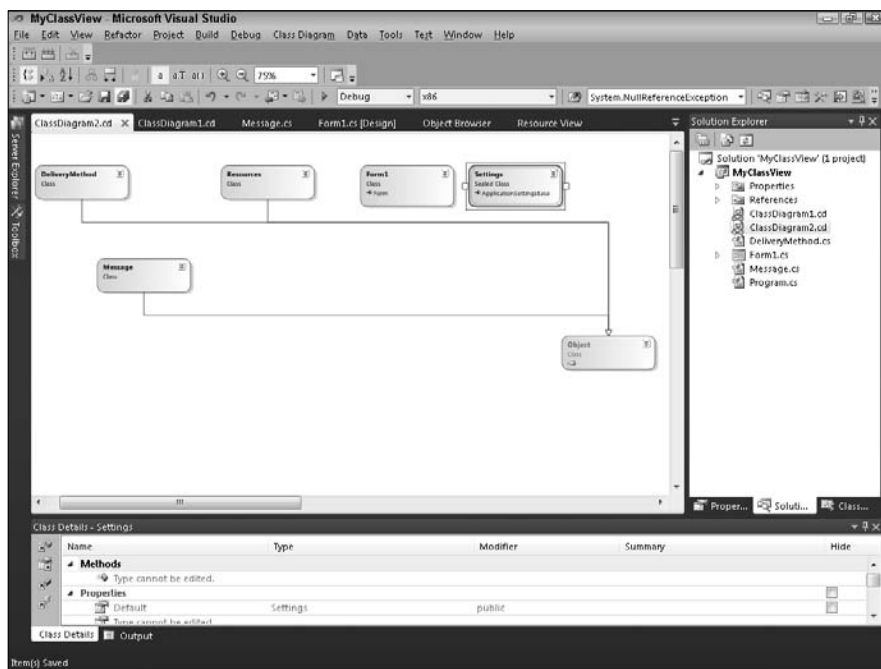 MyClassView - Microsoft Visual Studio
File Edit View Refactor Project Build Debug Class Diagram Data Tools Test Window Help
75%
Debug x86 System.NullReferenceException
ClassDiagram2.cd ClassDiagram1.cd Message.cs Form1.cs [Design] Object Browser Resource View
Solution Explorer
Server Explorer
Toolbox
DeliveryMethod
Class
Resources
Class
Form1
Class
Form
Settings
Sealed Class
ApplicationSettingsBase
Message
Class
Object
Class
Solution 'MyClassView' (1 project)
MyClassView
Properties
References
ClassDiagram1.cd
ClassDiagram2.cd
DeliveryMethod.cs
Form1.cs
Message.cs
Program.cs
Proper... Soluti... Class...
Class Details - Settings
Name Type Modifier Summary Hide
Methods
Type cannot be edited.
Properties
Default Settings public
Type cannot be edited
Class Details Output
Item(s) Saved